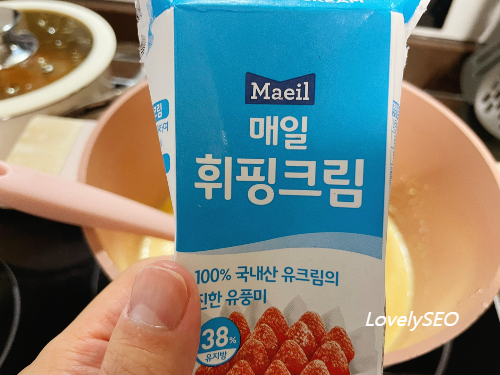 Maeil
매일
휘핑크림
100% 국내산 유크림의
진한 유풍미
38%
유지방
LovelySEO